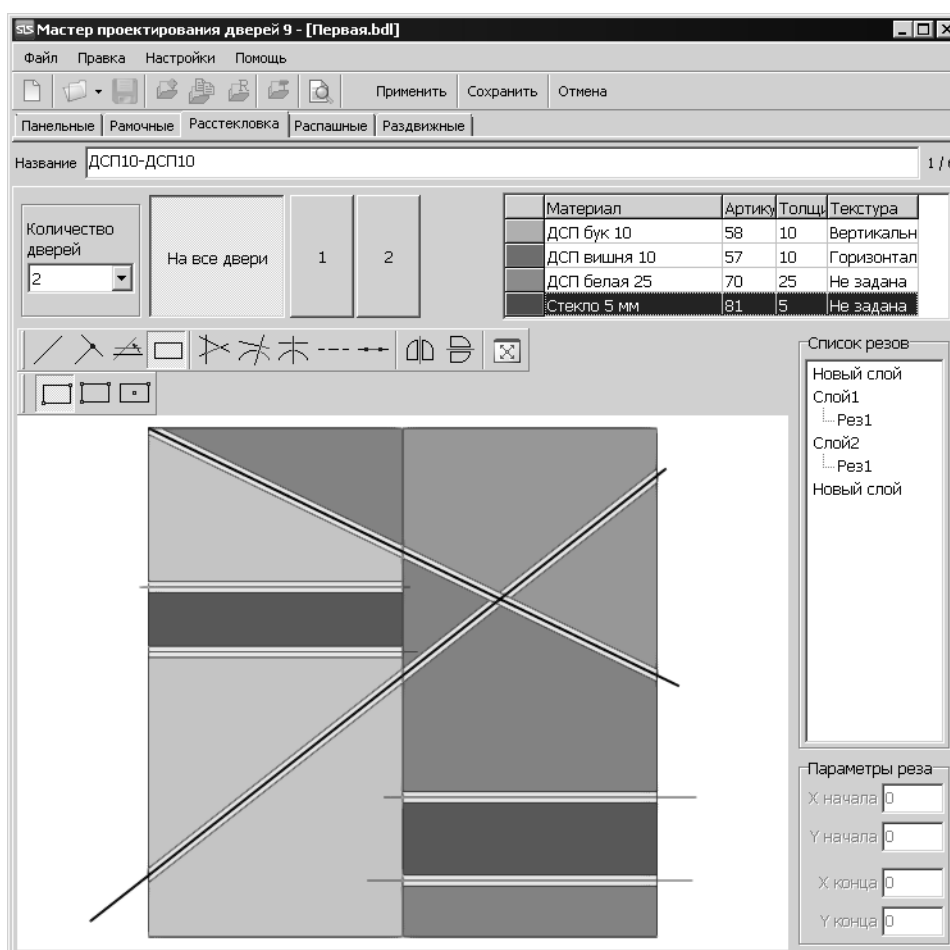 SLS Мастер проектирования дверей 9 - [Первая.bdl]
Файл Правка Настройки Помощь
Применить Сохранить Отмена
Панельные Рамочные Расстекловка Распашные Раздвижные
Название ДСП10-ДСП10 1 /
Количество дверей
2
На все двери 1 2
Материал Артику Толщи Текстура
ДСП бук 10 58 10 Вертикальн
ДСП вишня 10 57 10 Горизонтал
ДСП белая 25 70 25 Не задана
Стекло 5 мм 81 5 Не задана
Список резов
Новый слой
Слой1
Рез1
Слой2
Рез1
Новый слой
Параметры реза
X начала 0
Y начала 0
X конца 0
Y конца 0